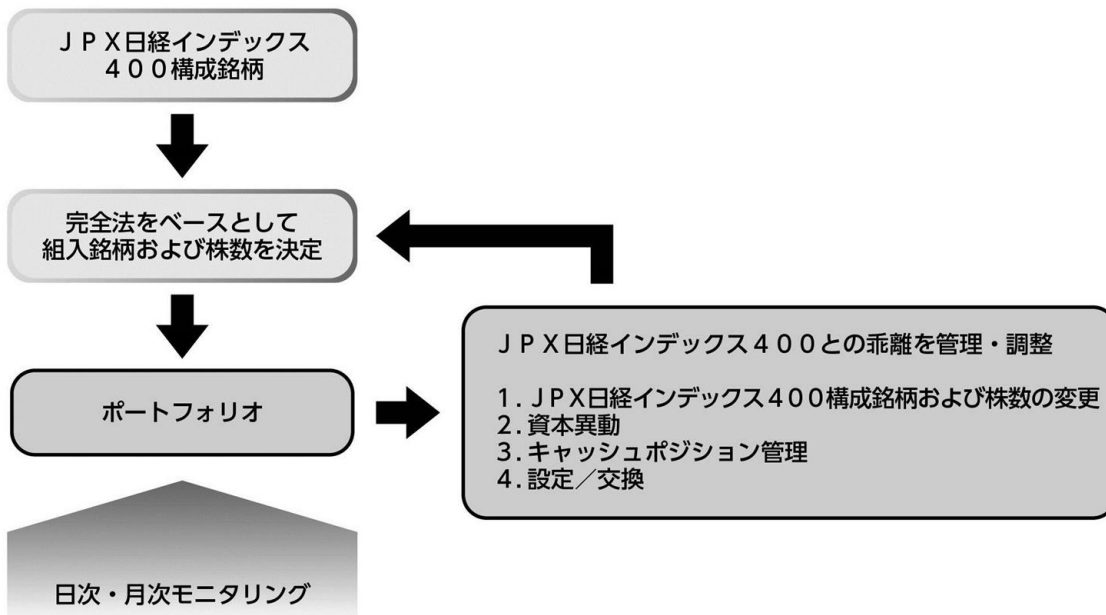 ＪＰＸ日経インデックス
４００構成銘柄
完全法をベースとして
組入銘柄および株数を決定
ポートフォリオ
ＪＰＸ日経インデックス４００との乖離を管理・調整
１．ＪＰＸ日経インデックス４００構成銘柄および株数の変更
２．資本異動
３．キャッシュポジション管理
４．設定／交換
日次・月次モニタリング